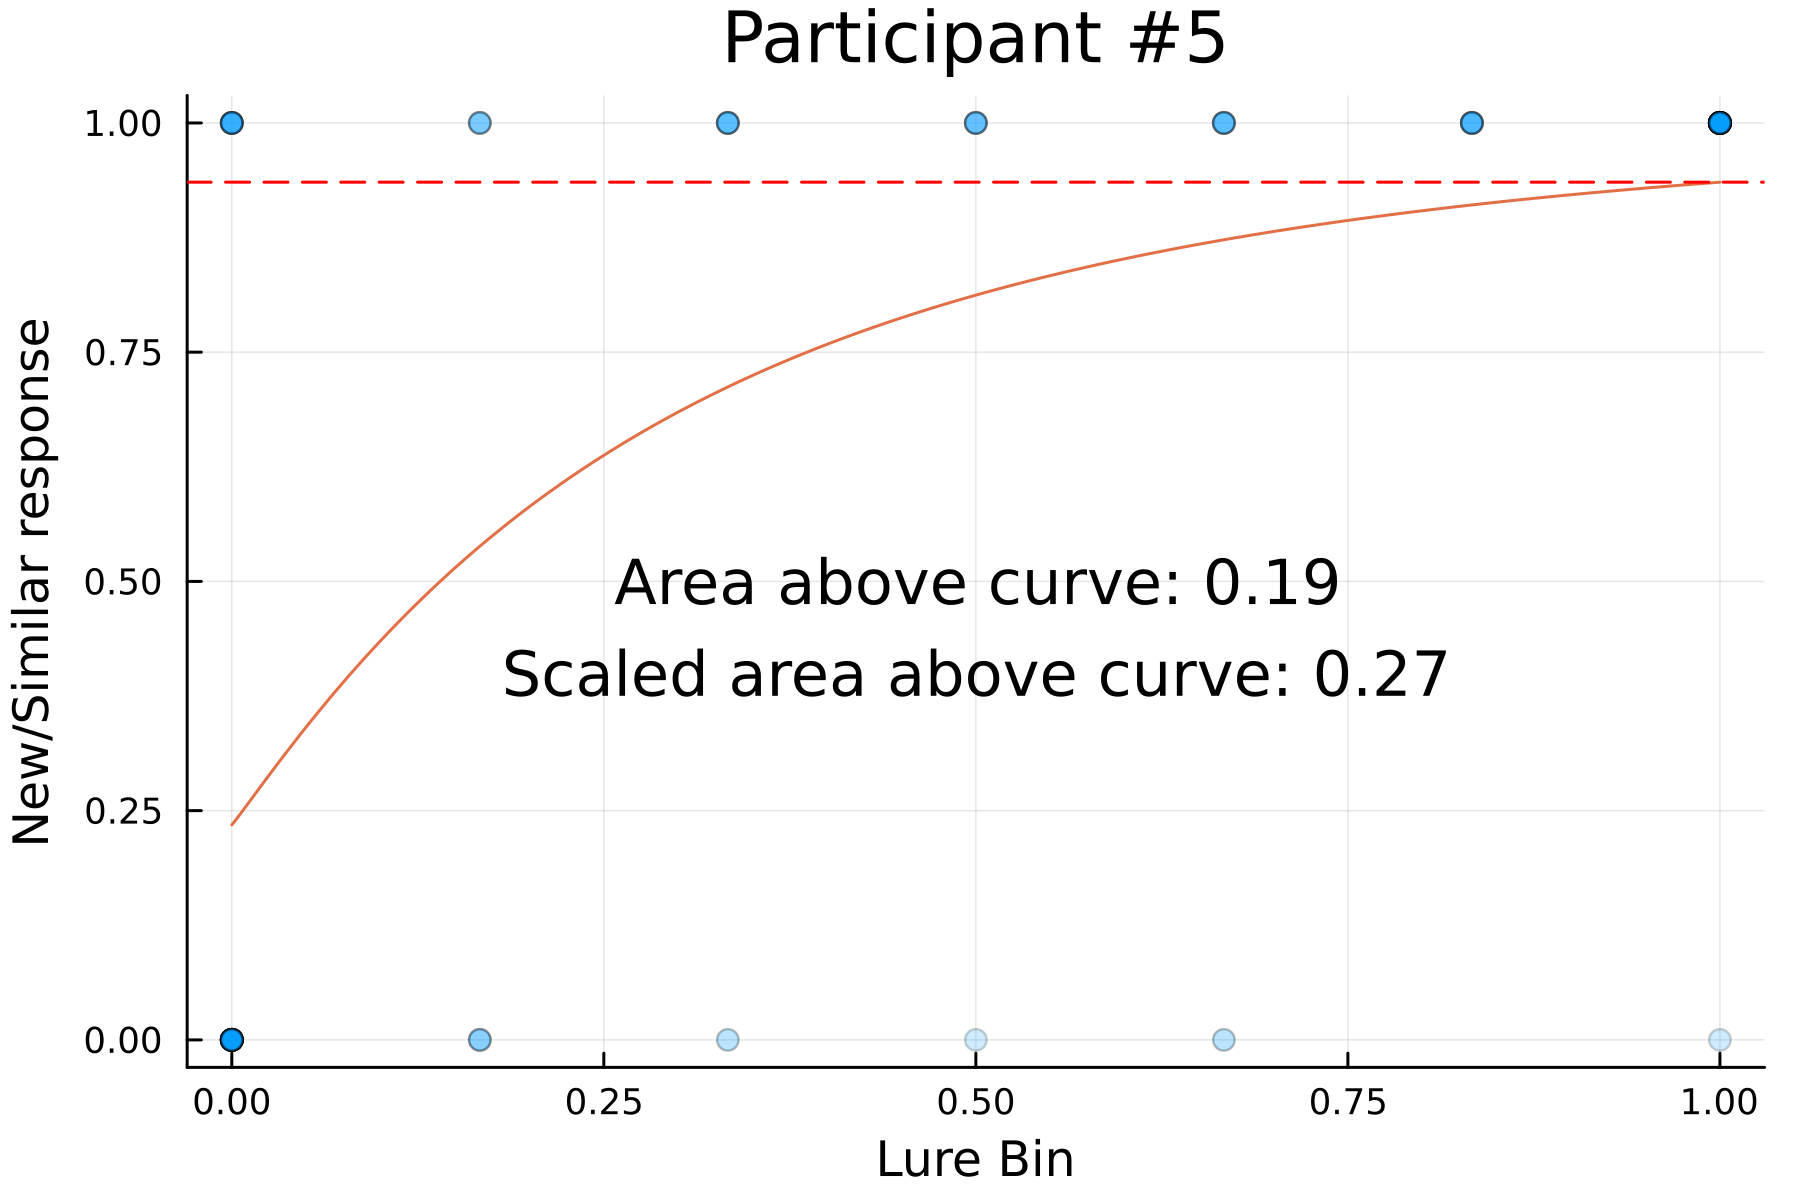 Participant #5
New/Similar response
1.00
0.75
0.50
0.25
0.00
Area above curve: 0.19
Scaled area above curve: 0.27
0.00 0.25 0.50 0.75 1.00
Lure Bin